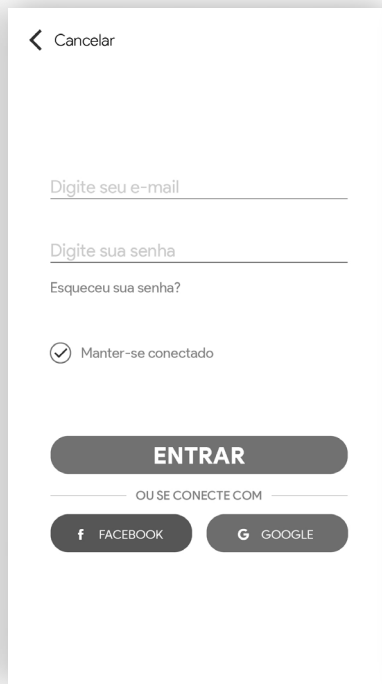 Cancelar
Digite seu e-mail
Digite sua senha
Esqueceu sua senha?
Manter-se conectado
ENTRAR
OU SE CONECTE COM
f FACEBOOK
G GOOGLE